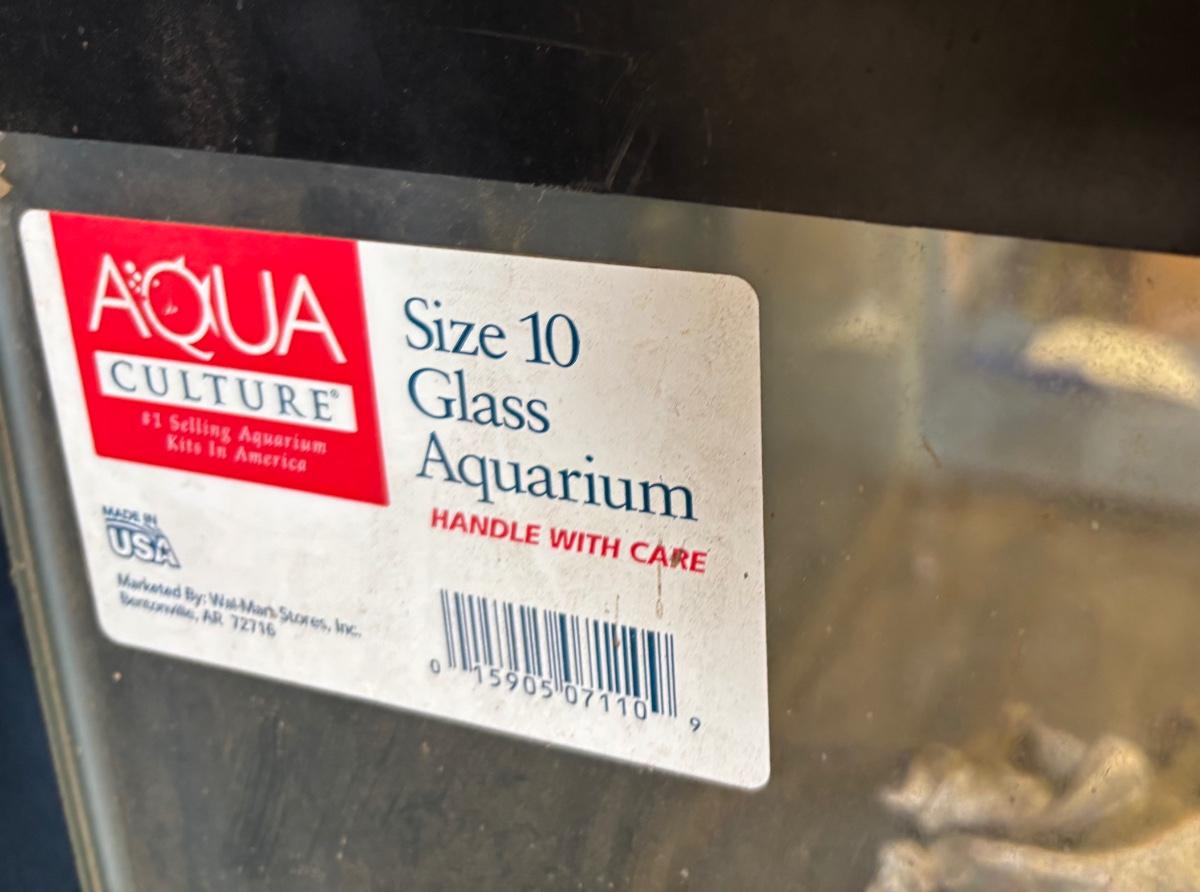 AQUA
CULTURE®
#1 Selling Aquarium
Kits In America
Size 10
Glass
Aquarium
HANDLE WITH CARE
MADE IN
USA
Marketed By: Wal-Mart Stores, Inc.
Bentonville, AR 72716
0 15905 07110 9